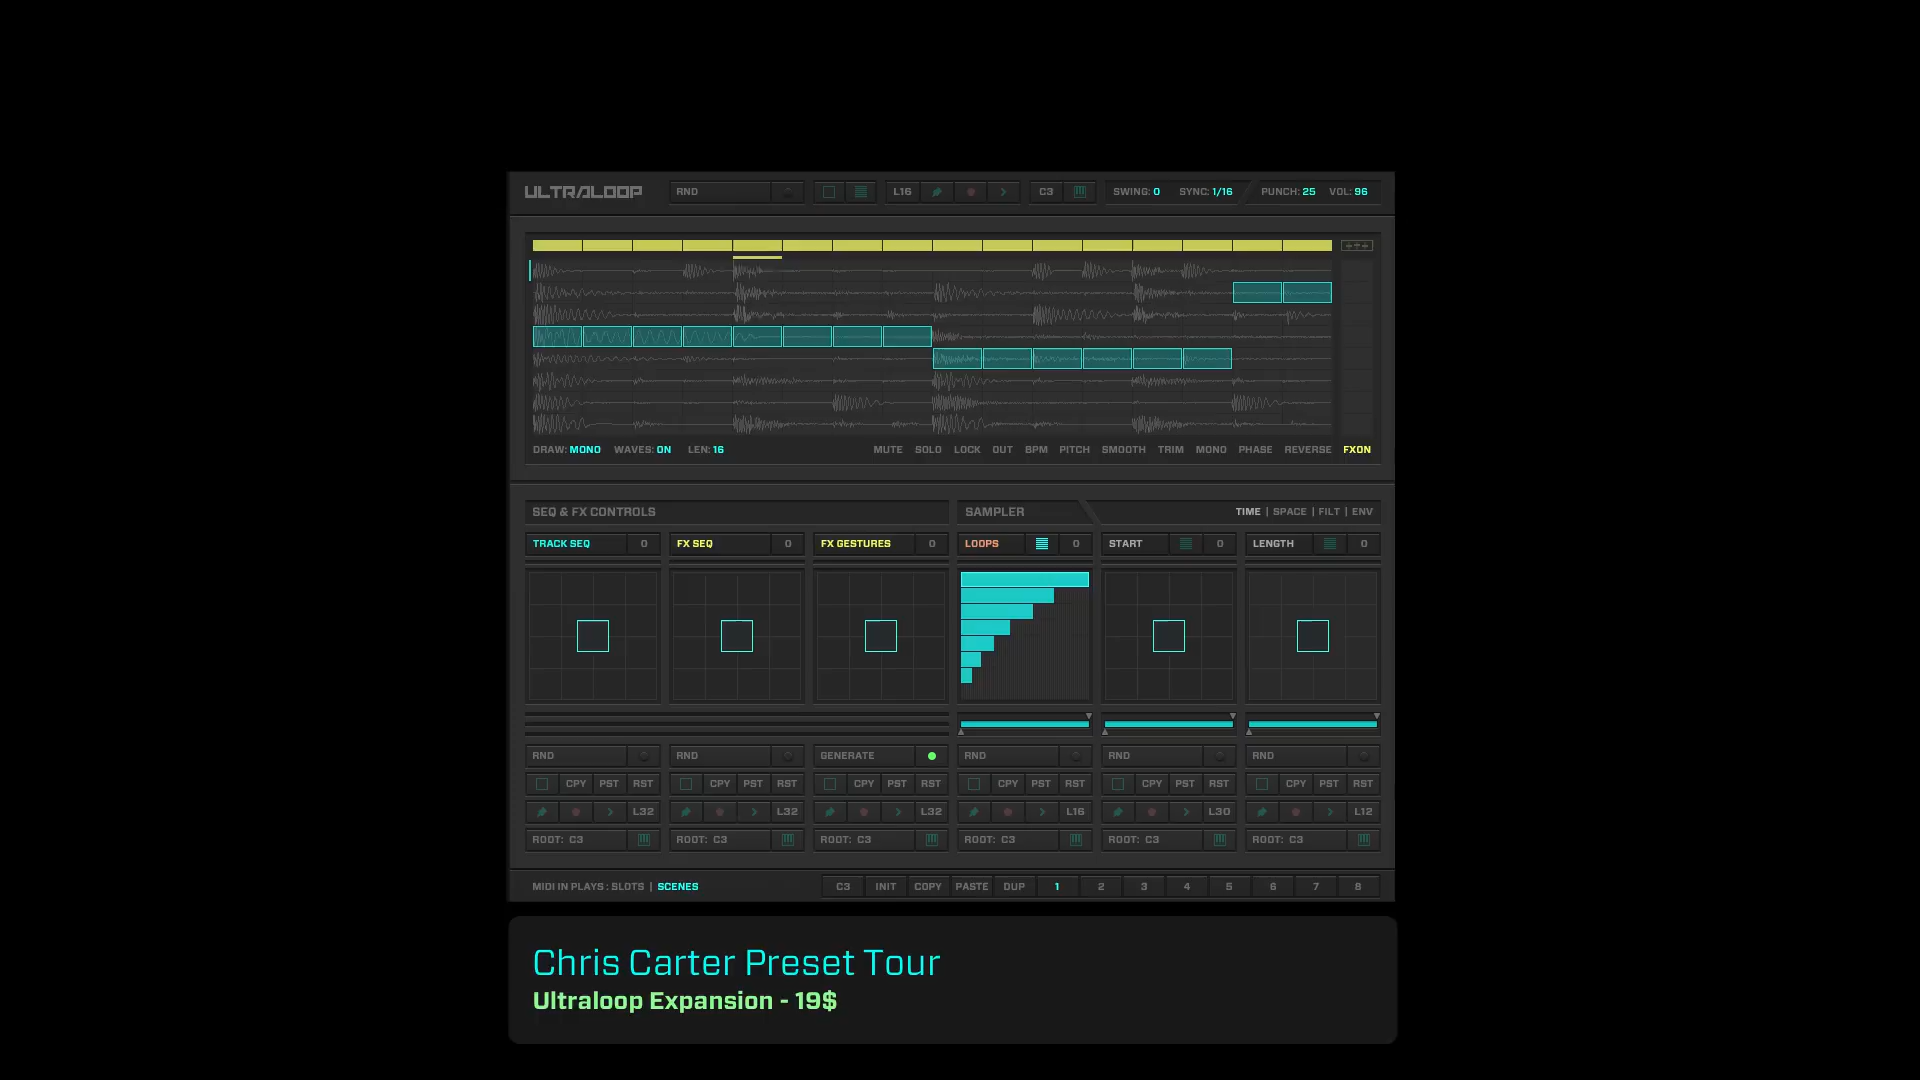 ULTRALOOP RND L16 C3 SWING: 0 SYNC: 1/16 PUNCH: 25 VOL: 96
DRAW: MONO WAVES: ON LEN: 16 MUTE SOLO LOCK OUT BPM PITCH SMOOTH TRIM MONO PHASE REVERSE FXON
SEQ & FX CONTROLS SAMPLER TIME | SPACE | FILT | ENV
TRACK SEQ 0 FX SEQ 0 FX GESTURES 0 LOOPS 0 START 0 LENGTH 0
RND RND GENERATE RND RND RND
CPY PST RST CPY PST RST CPY PST RST CPY PST RST CPY PST RST CPY PST RST
L32 L32 L32 L16 L30 L12
ROOT: C3 ROOT: C3 ROOT: C3 ROOT: C3 ROOT: C3 ROOT: C3
MIDI IN PLAYS : SLOTS | SCENES C3 INIT COPY PASTE DUP 1 2 3 4 5 6 7 8
Chris Carter Preset Tour
Ultraloop Expansion - 19$